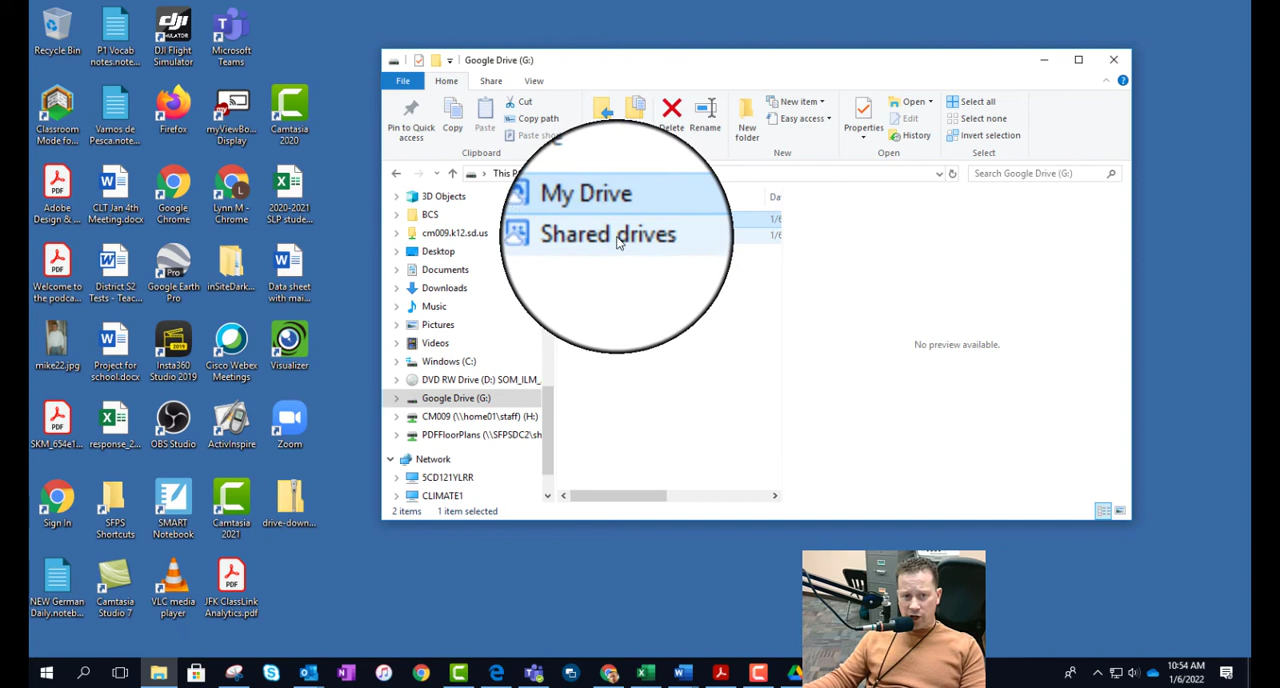 Recycle Bin
P1 Vocab notes.note...
DJI Flight Simulator
Microsoft Teams
Classroom Mode fo...
Vamos de Pesca.note...
Firefox
myViewBo... Display
Camtasia 2020
Adobe Design &...
CLT Jan 4th Meeting.docx
Google Chrome
Lynn M - Chrome
2020-2021 SLP stude...
Welcome to the podca...
District S2 Tests - Teac...
Google Earth Pro
inSiteDark...
Data sheet with mai...
mike22.jpg
Project for school.docx
Insta360 Studio 2019
Cisco Webex Meetings
Visualizer
SKM_654e1...
response_2...
OBS Studio
ActivInspire
Zoom
Sign In
SFPS Shortcuts
SMART Notebook
Camtasia 2021
drive-down...
NEW German Daily.noteb...
Camtasia Studio 7
VLC media player
JFK ClassLink Analytics.pdf
Google Drive (G:)
File
Home
Share
View
Pin to Quick access
Copy
Paste
Cut
Copy path
Delete
Rename
New folder
New item
Easy access
Properties
Open
Edit
History
Select all
Select none
Invert selection
Clipboard
New
Open
Select
This P
Search Google Drive (G:)
3D Objects
BCS
cm009.k12.sd.us
Desktop
Documents
Downloads
Music
Pictures
Videos
Windows (C:)
DVD RW Drive (D:) SOM_ILM_
Google Drive (G:)
CM009 (\\home01\staff) (H:)
PDFFloorPlans (\\SFPSDC2\sh
Network
5CD121YLRR
CLIMATE1
My Drive
Shared drives
Da
1/6
1/6
No preview available.
2 items
1 item selected
10:54 AM
1/6/2022